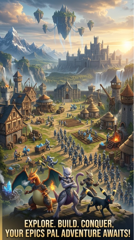 EXPLORE. BUILD. CONQUER.
YOUR EPICS PAL ADVENTURE AWAITS!